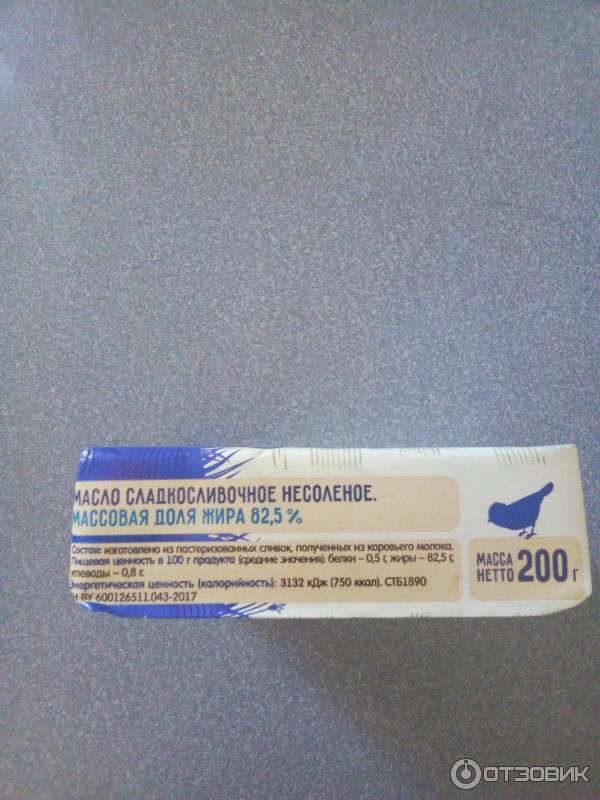 МАСЛО СЛАДКОСЛИВОЧНОЕ НЕСОЛЕНОЕ.
МАССОВАЯ ДОЛЯ ЖИРА 82,5 %
Состав: изготовлено из пастеризованных сливок, полученных из коровьего молока.
Пищевая ценность в 100 г продукта (средние значения): белки – 0,5 г, жиры – 82,5 г,
углеводы – 0,8 г.
Энергетическая ценность (калорийность): 3132 кДж (750 ккал). СТБ1890
И BY 600126511.043-2017
МАССА
НЕТТО 200 г
ОТЗОВИК